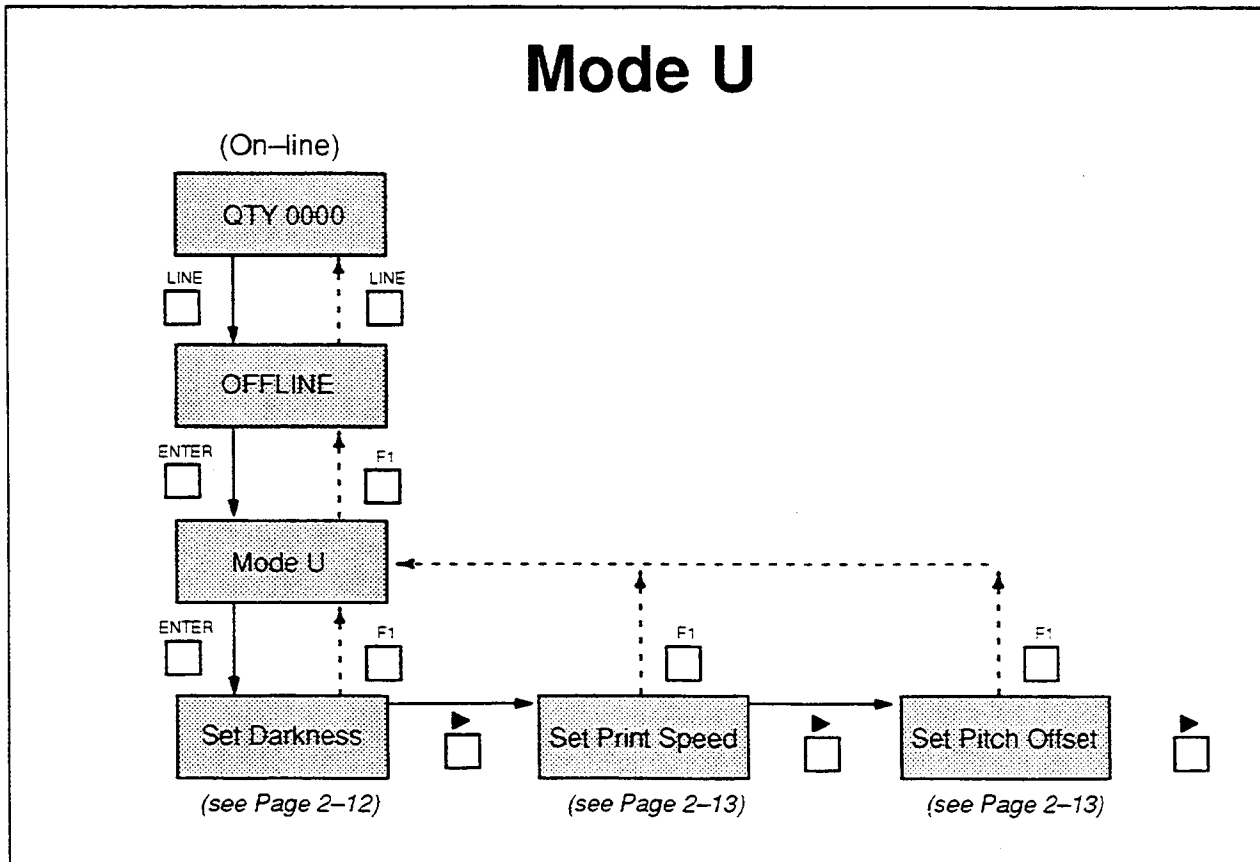 Mode U
(On–line)
QTY 0000
LINE
LINE
OFFLINE
ENTER
F1
Mode U
ENTER
F1
F1
F1
Set Darkness
Set Print Speed
Set Pitch Offset
(see Page 2–12)
(see Page 2–13)
(see Page 2–13)